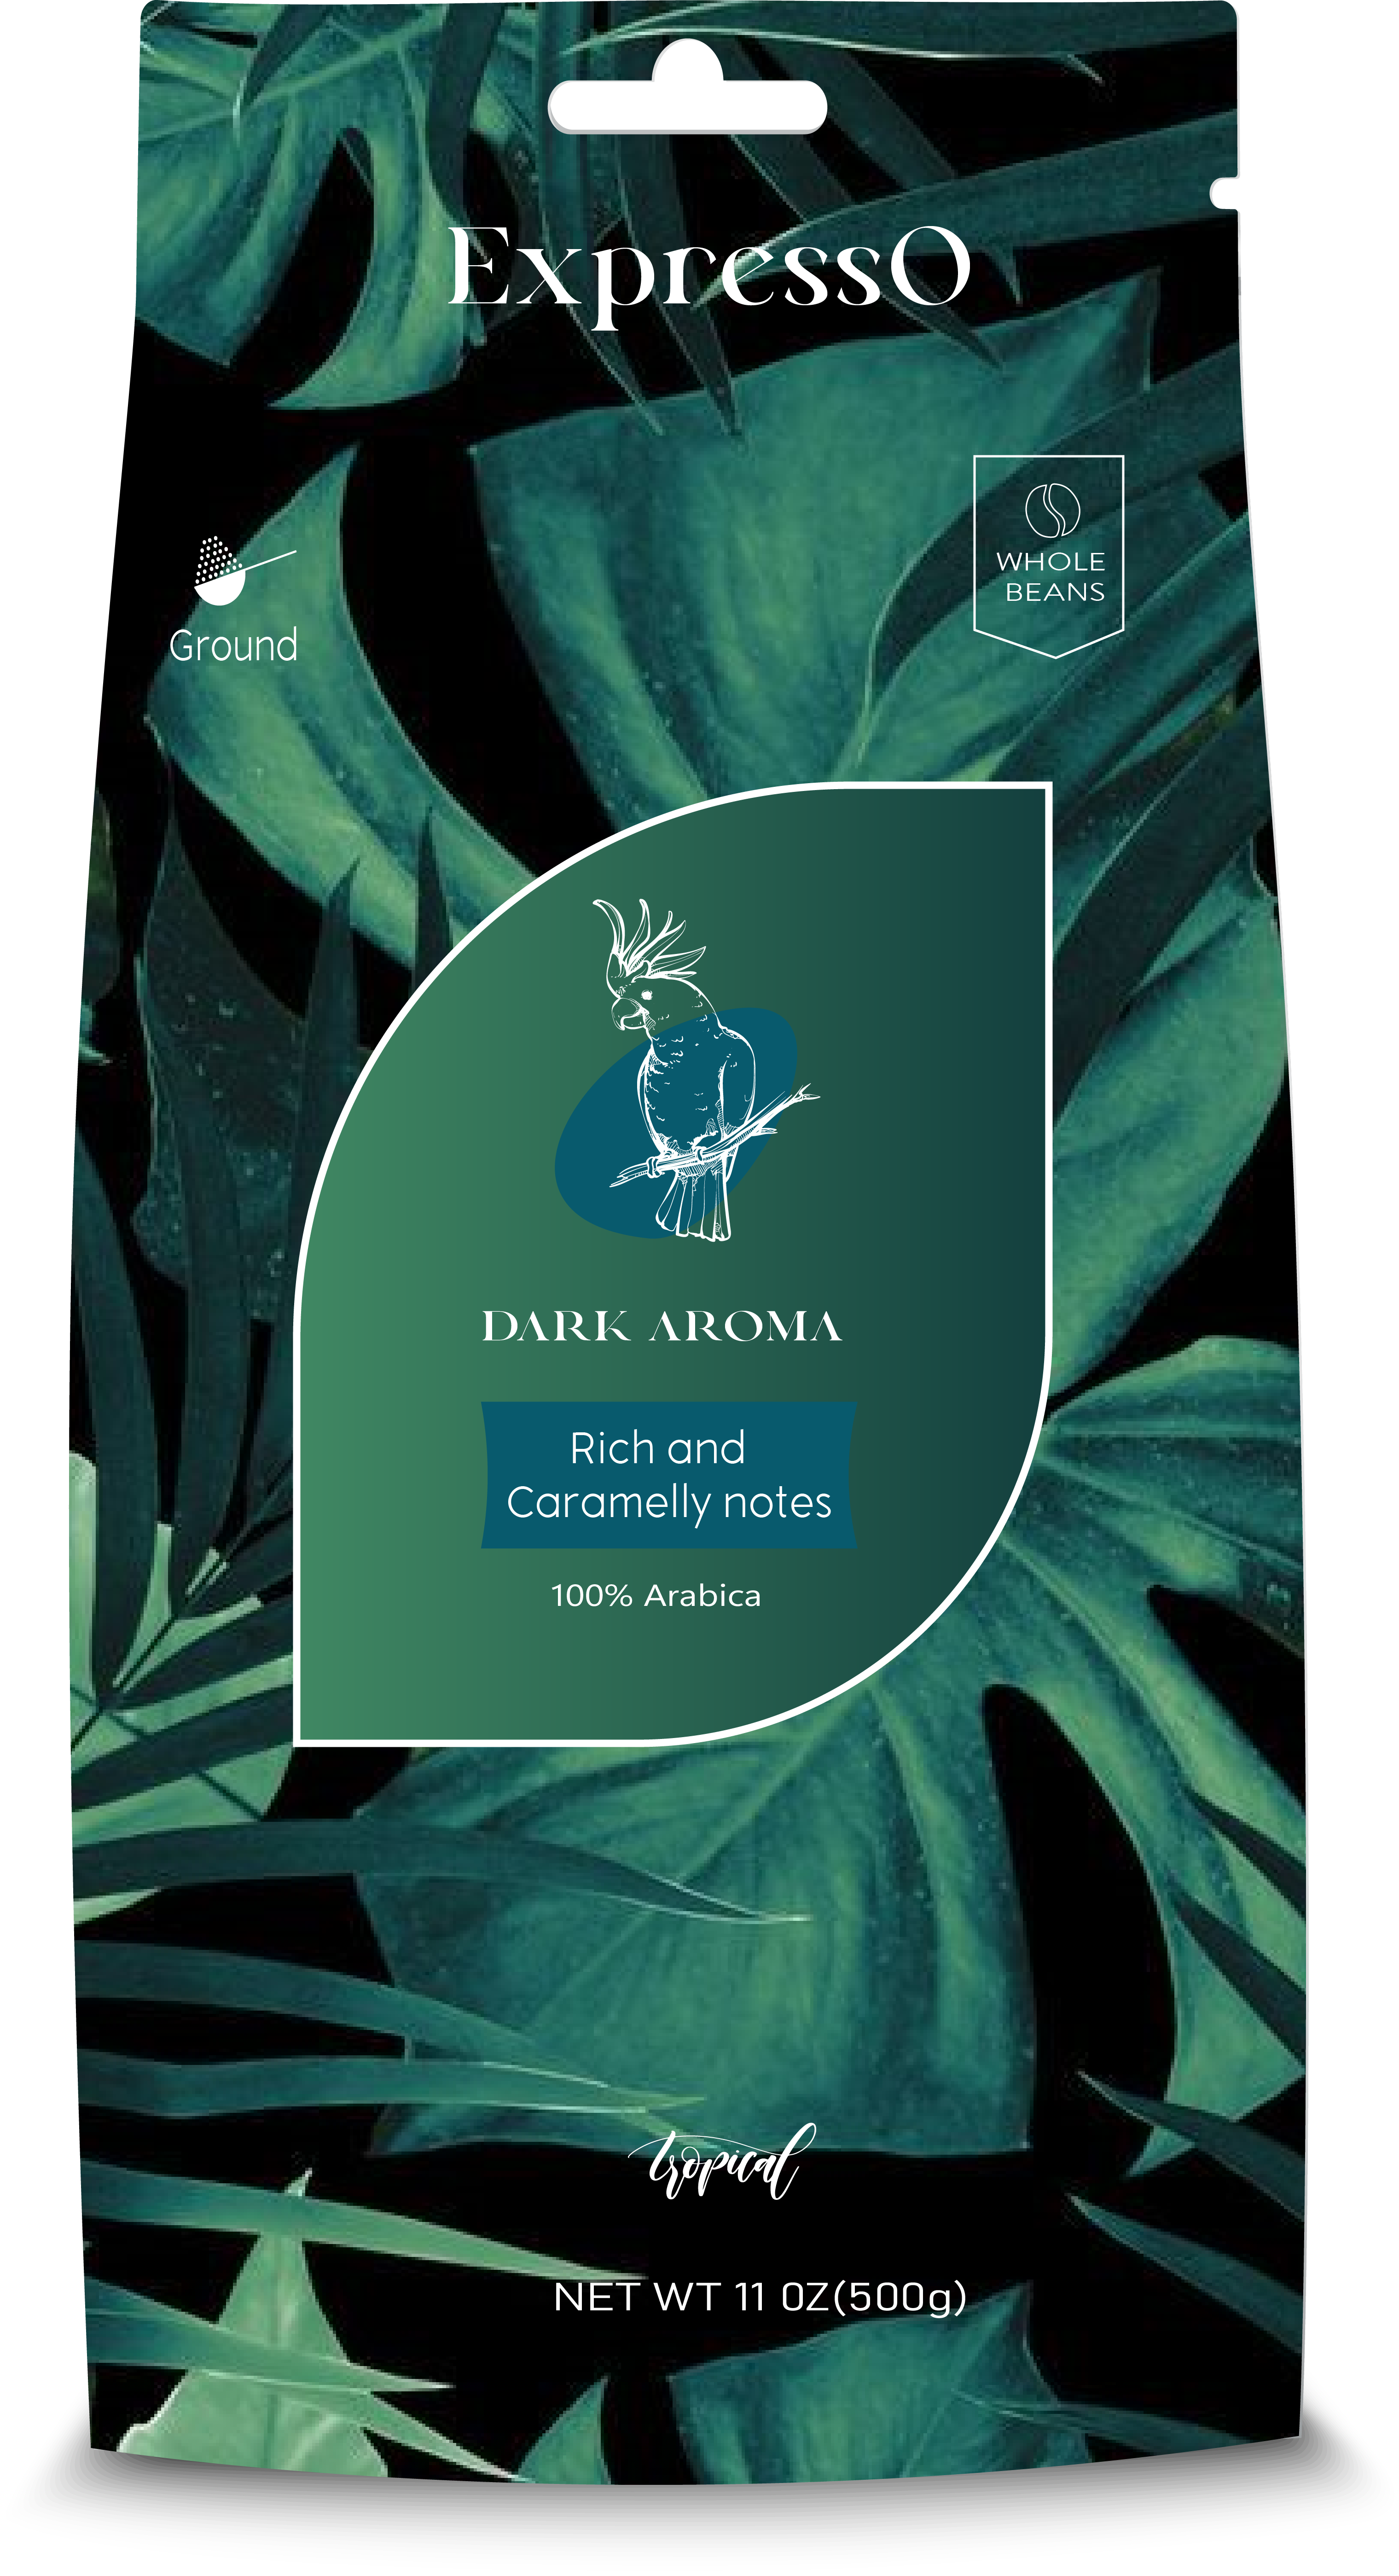 ExpressO
WHOLE
BEANS
Ground
DARK AROMA
Rich and
Caramelly notes
100% Arabica
tropical
NET WT 11 OZ(500g)